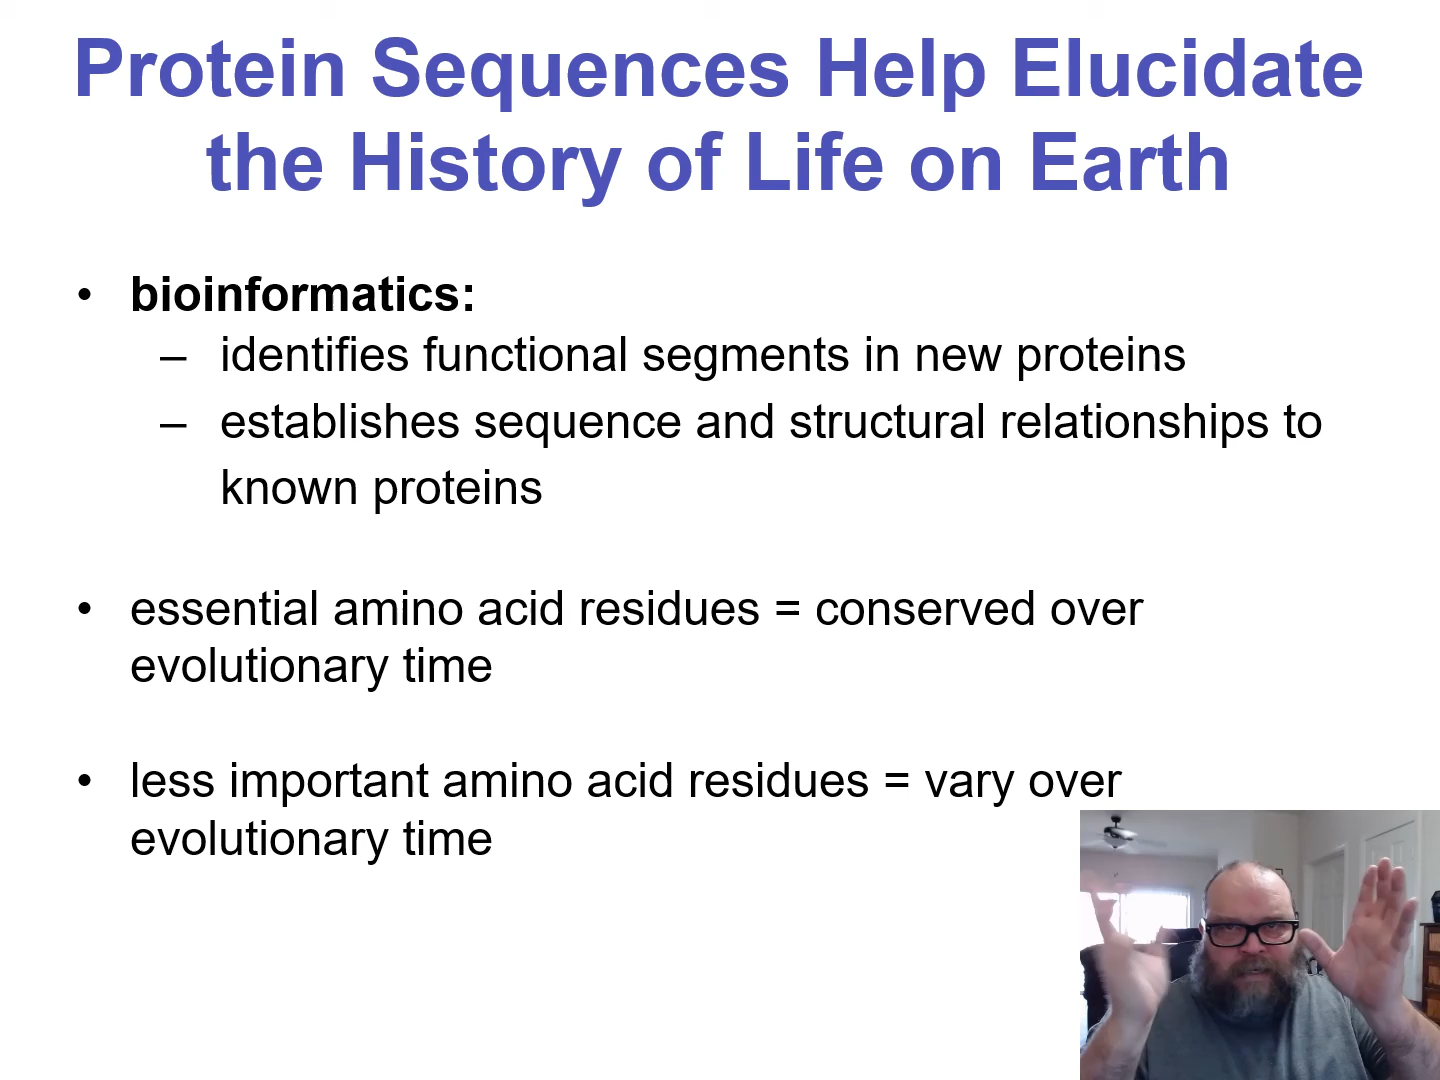 Protein Sequences Help Elucidate
the History of Life on Earth
• bioinformatics:
– identifies functional segments in new proteins
– establishes sequence and structural relationships to
known proteins
• essential amino acid residues = conserved over
evolutionary time
• less important amino acid residues = vary over
evolutionary time